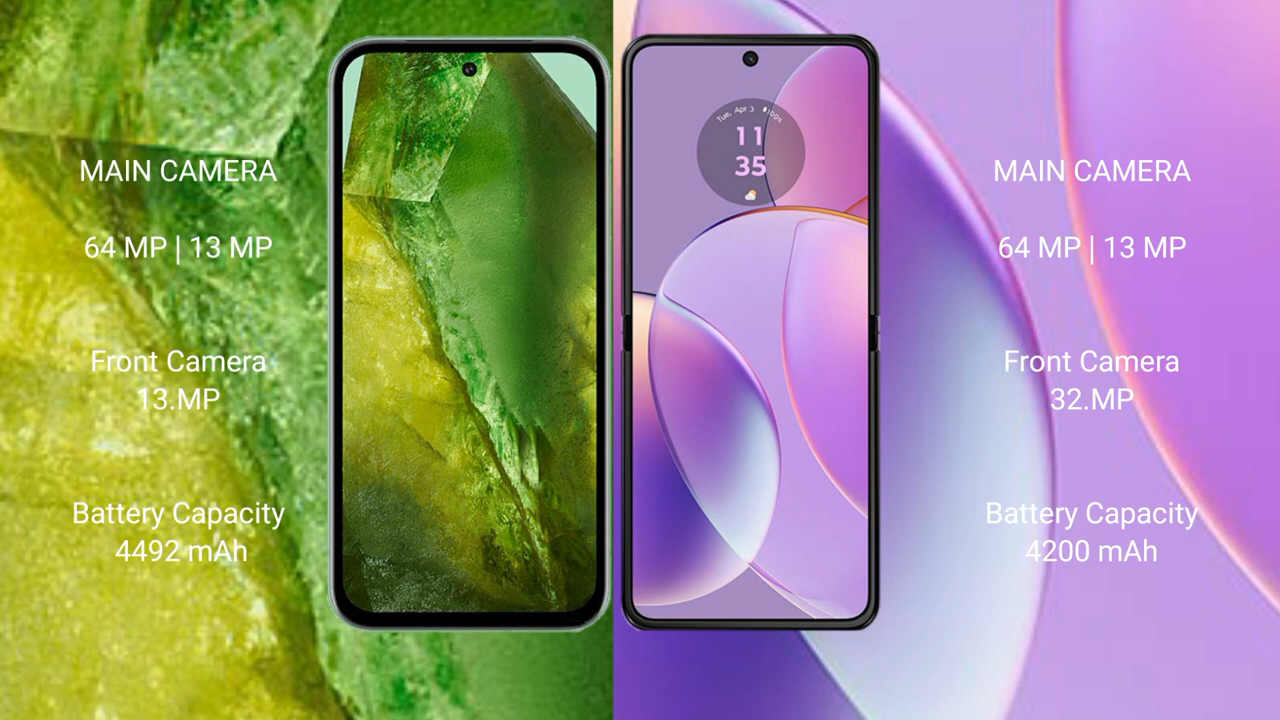 MAIN CAMERA
64 MP | 13 MP
Front Camera
13.MP
Battery Capacity
4492 mAh
Tue, Apr 3 100%
11
35
MAIN CAMERA
64 MP | 13 MP
Front Camera
32.MP
Battery Capacity
4200 mAh